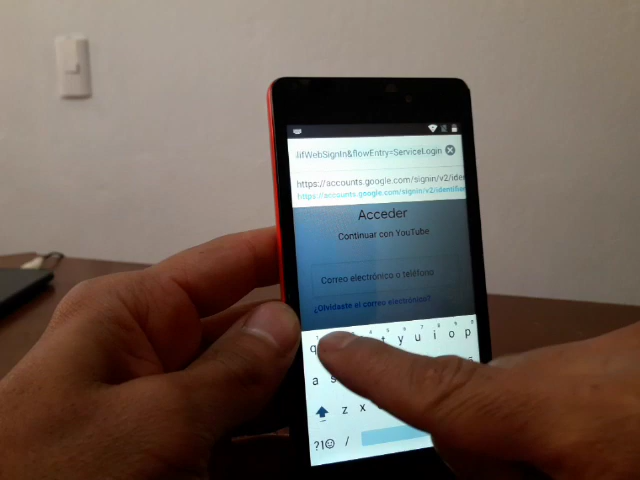 lifWebSignIn&flowEntry=ServiceLogin
https://accounts.google.com/signin/v2/iden
https://accounts.google.com/signin/v2/identifier
Acceder
Continuar con YouTube
Correo electrónico o teléfono
¿Olvidaste el correo electrónico?
q t y u i o p
a s
z x
?1☺ /